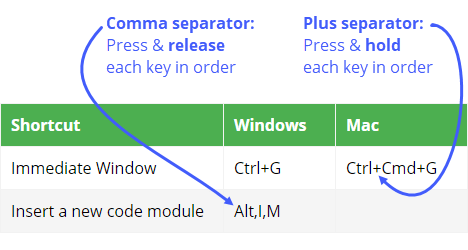 Comma separator:
Press & release
each key in order
Plus separator:
Press & hold
each key in order
Shortcut Windows Mac
Immediate Window Ctrl+G Ctrl+Cmd+G
Insert a new code module Alt,I,M